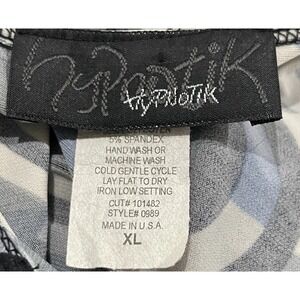 HYPNOTIK
HYPNOTIK
5% SPANDEX
HAND WASH OR
MACHINE WASH
COLD GENTLE CYCLE
LAY FLAT TO DRY
IRON LOW SETTING
CUT# 101482
STYLE# 0989
MADE IN U.S.A.
XL